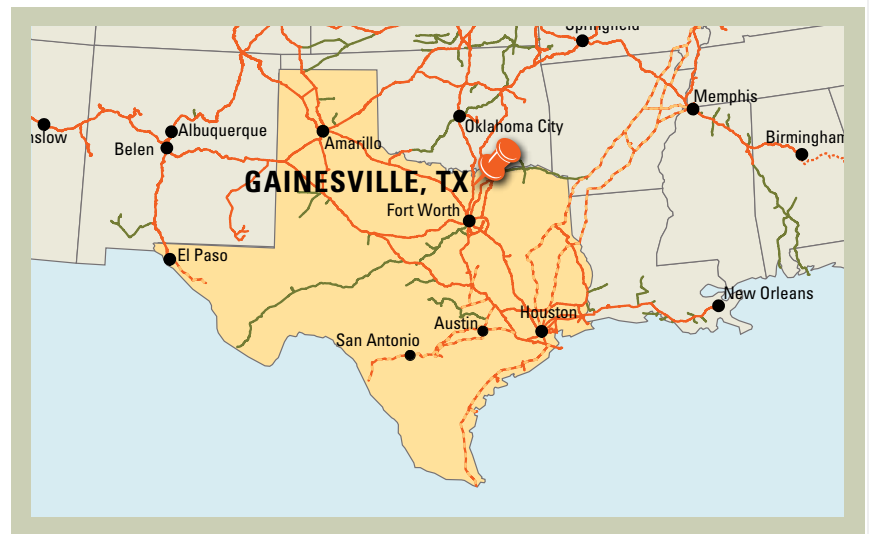 Springfield
Memphis
nslow
Albuquerque
Oklahoma City
Birmingham
Belen
Amarillo
GAINESVILLE, TX
Fort Worth
El Paso
New Orleans
Houston
Austin
San Antonio